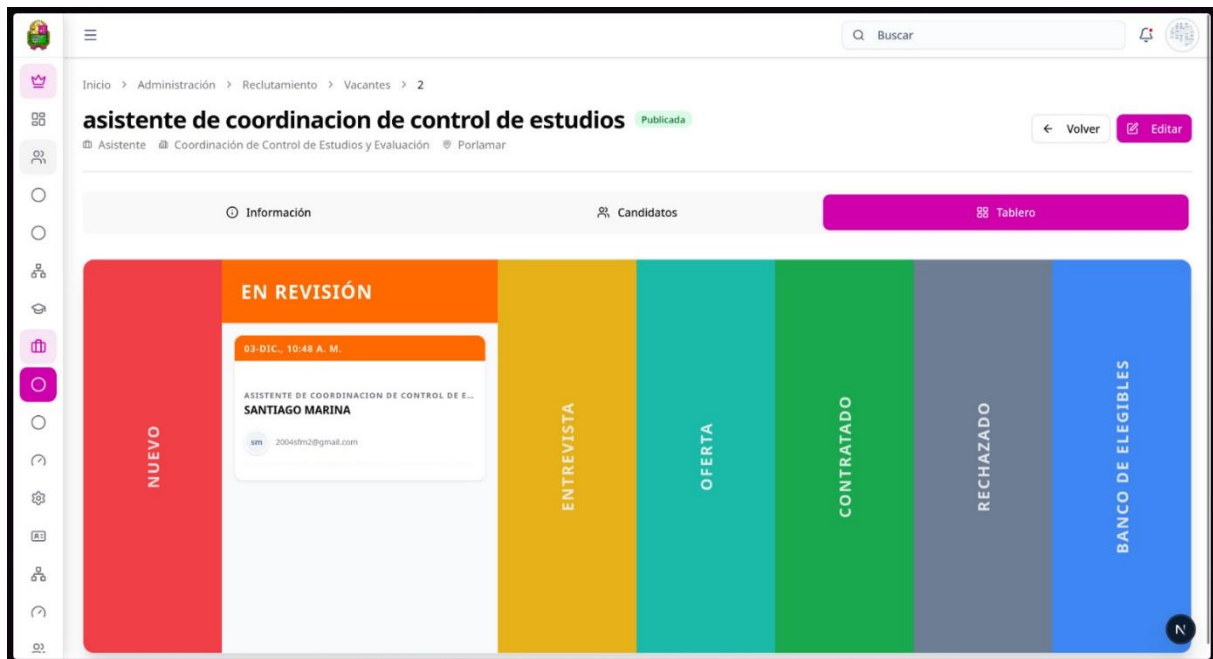 Buscar
Inicio > Administración > Reclutamiento > Vacantes > 2
asistente de coordinacion de control de estudios Publicada
← Volver Editar
Asistente Coordinación de Control de Estudios y Evaluación Porlamar
Información Candidatos Tablero
NUEVO
EN REVISIÓN
03-DIC., 10:48 A. M.
ASISTENTE DE COORDINACION DE CONTROL DE E...
SANTIAGO MARINA
sm 2004sfm2@gmail.com
ENTREVISTA
OFERTA
CONTRATADO
RECHAZADO
BANCO DE ELEGIBLES
N